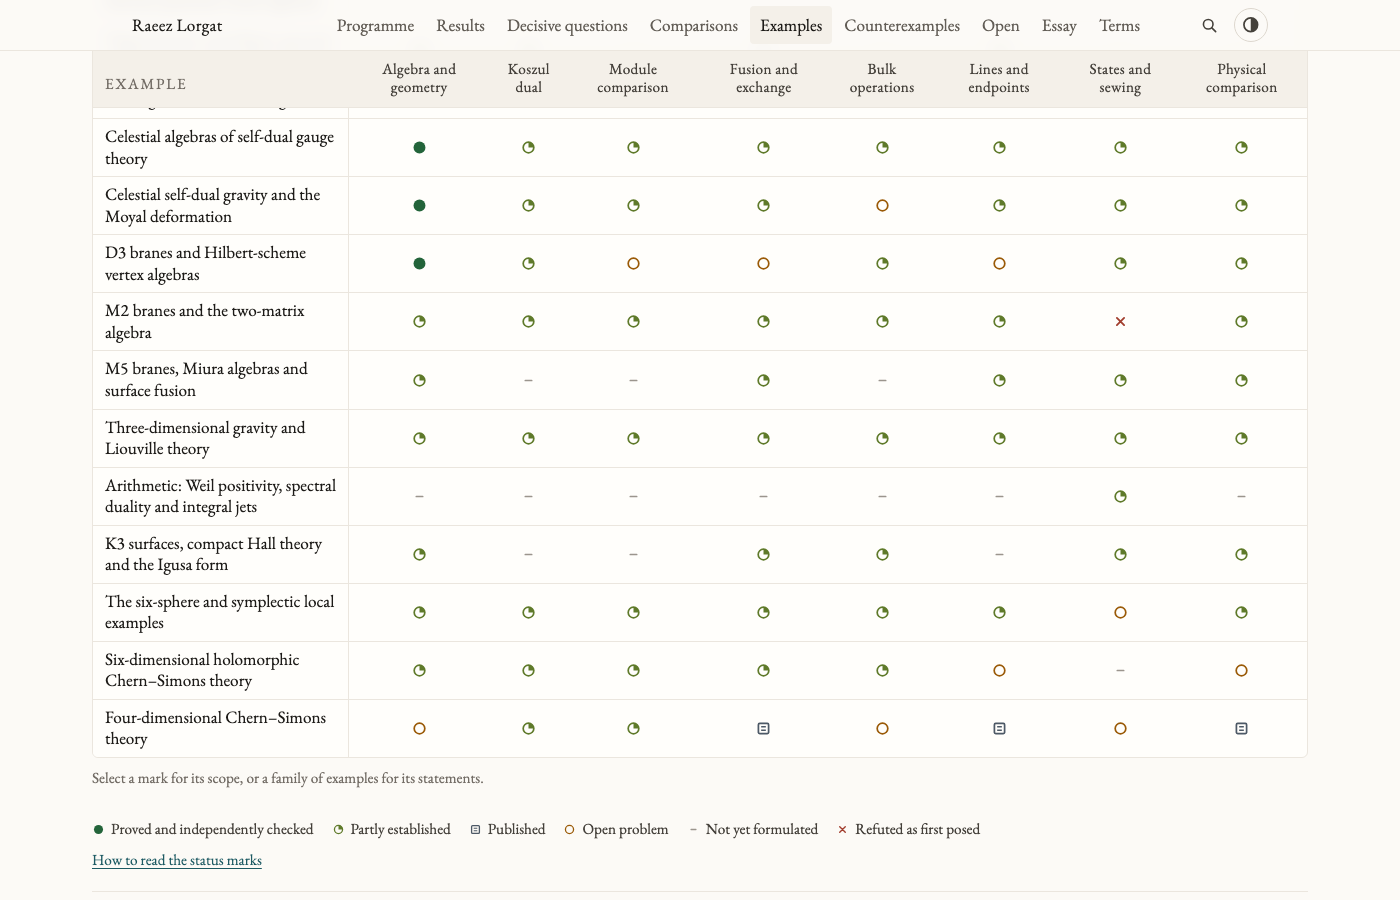 Raeez Lorgat
Programme
Results
Decisive questions
Comparisons
Examples
Counterexamples
Open
Essay
Terms
EXAMPLE
Algebra and
geometry
Koszul
dual
Module
comparison
Fusion and
exchange
Bulk
operations
Lines and
endpoints
States and
sewing
Physical
comparison
Celestial algebras of self-dual gauge
theory
Celestial self-dual gravity and the
Moyal deformation
D3 branes and Hilbert-scheme
vertex algebras
M2 branes and the two-matrix
algebra
M5 branes, Miura algebras and
surface fusion
Three-dimensional gravity and
Liouville theory
Arithmetic: Weil positivity, spectral
duality and integral jets
K3 surfaces, compact Hall theory
and the Igusa form
The six-sphere and symplectic local
examples
Six-dimensional holomorphic
Chern–Simons theory
Four-dimensional Chern–Simons
theory
Select a mark for its scope, or a family of examples for its statements.
Proved and independently checked
Partly established
Published
Open problem
Not yet formulated
Refuted as first posed
How to read the status marks